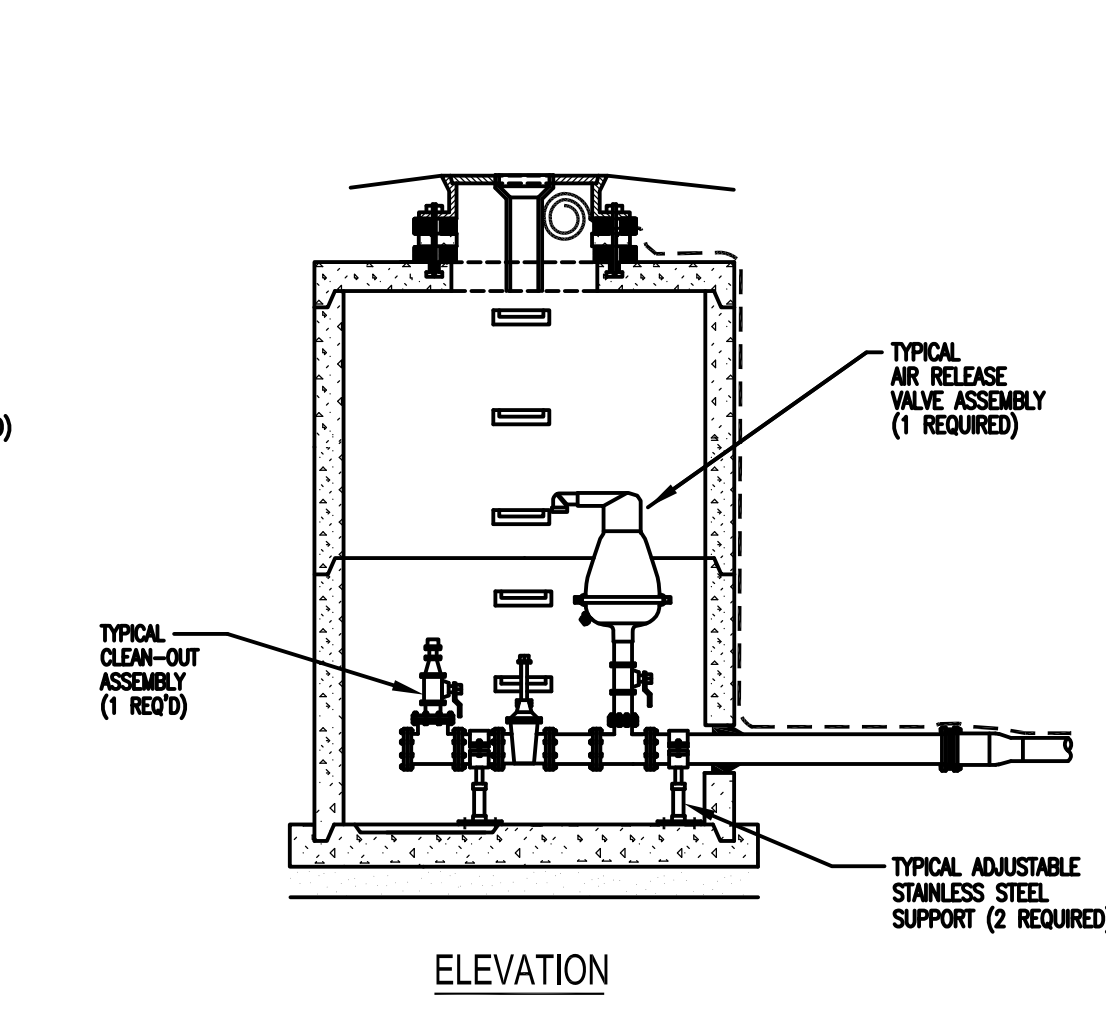 TYPICAL
AIR RELEASE
VALVE ASSEMBLY
(1 REQUIRED)
TYPICAL
CLEAN-OUT
ASSEMBLY
(1 REQ'D)
TYPICAL ADJUSTABLE
STAINLESS STEEL
SUPPORT (2 REQUIRED)
ELEVATION